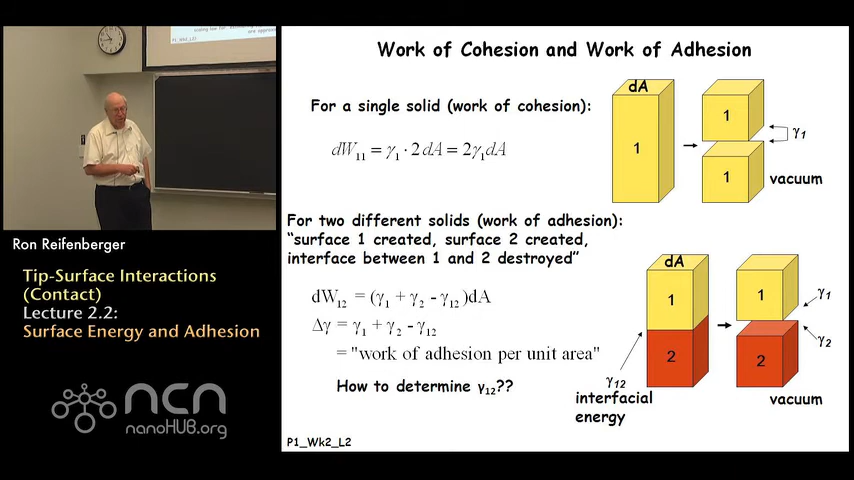 Work of Cohesion and Work of Adhesion
For a single solid (work of cohesion):
dW₁₁ = γ₁ · 2 dA = 2γ₁dA
dA
1
1
1
γ₁
vacuum
For two different solids (work of adhesion):
“surface 1 created, surface 2 created,
interface between 1 and 2 destroyed”
dW₁₂ = (γ₁ + γ₂ - γ₁₂)dA
Δγ = γ₁ + γ₂ - γ₁₂
= "work of adhesion per unit area"
How to determine γ₁₂??
dA
1
2
γ₁₂
interfacial
energy
1
2
γ₁
γ₂
vacuum
P1_Wk2_L2
Ron Reifenberger
Tip-Surface Interactions
(Contact)
Lecture 2.2:
Surface Energy and Adhesion
ncn
nanoHUB.org